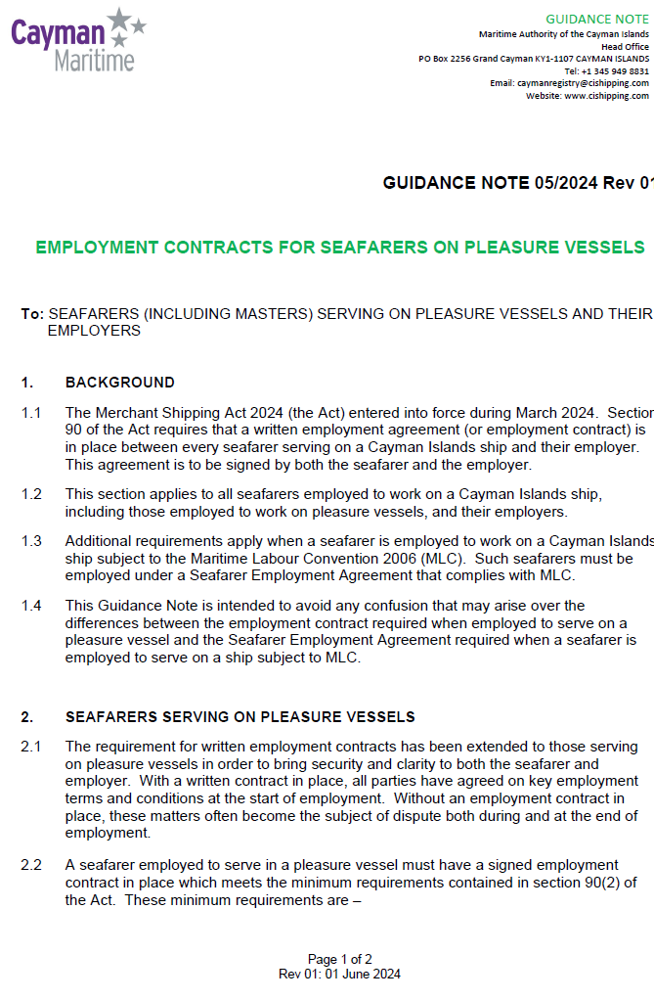 Cayman
Maritime
GUIDANCE NOTE
Maritime Authority of the Cayman Islands
Head Office
PO Box 2256 Grand Cayman KY1-1107 CAYMAN ISLANDS
Tel: +1 345 949 8831
Email: caymanregistry@cishipping.com
Website: www.cishipping.com
GUIDANCE NOTE 05/2024 Rev 01
EMPLOYMENT CONTRACTS FOR SEAFARERS ON PLEASURE VESSELS
To: SEAFARERS (INCLUDING MASTERS) SERVING ON PLEASURE VESSELS AND THEIR
EMPLOYERS
1. BACKGROUND
1.1 The Merchant Shipping Act 2024 (the Act) entered into force during March 2024. Section
90 of the Act requires that a written employment agreement (or employment contract) is
in place between every seafarer serving on a Cayman Islands ship and their employer.
This agreement is to be signed by both the seafarer and the employer.
1.2 This section applies to all seafarers employed to work on a Cayman Islands ship,
including those employed to work on pleasure vessels, and their employers.
1.3 Additional requirements apply when a seafarer is employed to work on a Cayman Islands
ship subject to the Maritime Labour Convention 2006 (MLC). Such seafarers must be
employed under a Seafarer Employment Agreement that complies with MLC.
1.4 This Guidance Note is intended to avoid any confusion that may arise over the
differences between the employment contract required when employed to serve on a
pleasure vessel and the Seafarer Employment Agreement required when a seafarer is
employed to serve on a ship subject to MLC.
2. SEAFARERS SERVING ON PLEASURE VESSELS
2.1 The requirement for written employment contracts has been extended to those serving
on pleasure vessels in order to bring security and clarity to both the seafarer and
employer. With a written contract in place, all parties have agreed on key employment
terms and conditions at the start of employment. Without an employment contract in
place, these matters often become the subject of dispute both during and at the end of
employment.
2.2 A seafarer employed to serve in a pleasure vessel must have a signed employment
contract in place which meets the minimum requirements contained in section 90(2) of
the Act. These minimum requirements are –
Page 1 of 2
Rev 01: 01 June 2024